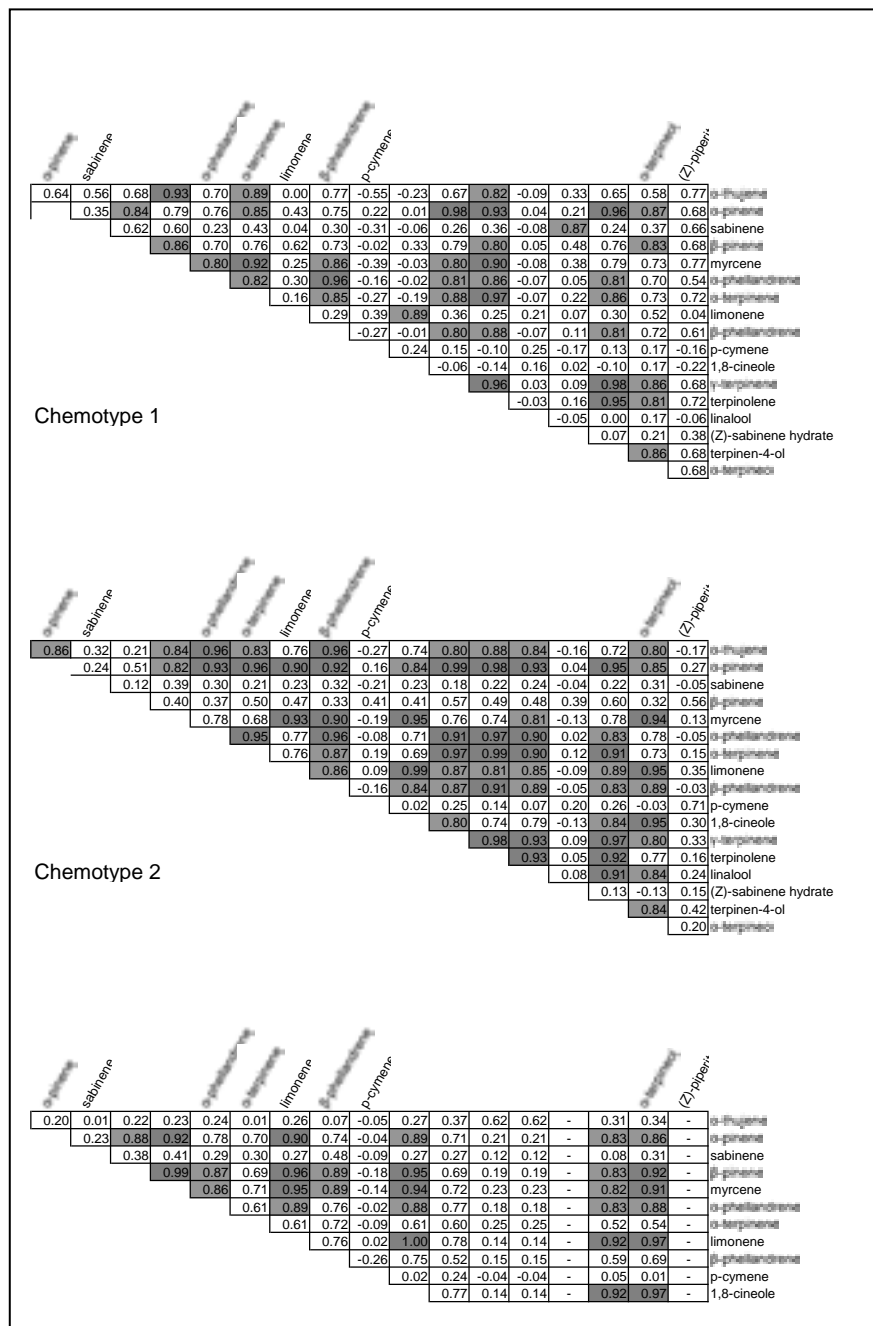 sabinene limonene p-cymene (Z)-piperit
0.64 0.56 0.68 0.93 0.70 0.89 0.00 0.77 -0.55 -0.23 0.67 0.82 -0.09 0.33 0.65 0.58 0.77
0.35 0.84 0.79 0.76 0.85 0.43 0.75 0.22 0.01 0.98 0.93 0.04 0.21 0.96 0.87 0.68
0.62 0.60 0.23 0.43 0.04 0.30 -0.31 -0.06 0.26 0.36 -0.08 0.87 0.24 0.37 0.66 sabinene
0.86 0.70 0.76 0.62 0.73 -0.02 0.33 0.79 0.80 0.05 0.48 0.76 0.83 0.68
0.80 0.92 0.25 0.86 -0.39 -0.03 0.80 0.90 -0.08 0.38 0.79 0.73 0.77 myrcene
0.82 0.30 0.96 -0.16 -0.02 0.81 0.86 -0.07 0.05 0.81 0.70 0.54
0.16 0.85 -0.27 -0.19 0.88 0.97 -0.07 0.22 0.86 0.73 0.72
0.29 0.39 0.89 0.36 0.25 0.21 0.07 0.30 0.52 0.04 limonene
-0.27 -0.01 0.80 0.88 -0.07 0.11 0.81 0.72 0.61
0.24 0.15 -0.10 0.25 -0.17 0.13 0.17 -0.16 p-cymene
-0.06 -0.14 0.16 0.02 -0.10 0.17 -0.22 1,8-cineole
0.96 0.03 0.09 0.98 0.86 0.68
-0.03 0.16 0.95 0.81 0.72 terpinolene
Chemotype 1 -0.05 0.00 0.17 -0.06 linalool
0.07 0.21 0.38 (Z)-sabinene hydrate
0.86 0.68 terpinen-4-ol
0.68
sabinene limonene p-cymene (Z)-piperit
0.86 0.32 0.21 0.84 0.96 0.83 0.76 0.96 -0.27 0.74 0.80 0.88 0.84 -0.16 0.72 0.80 -0.17
0.24 0.51 0.82 0.93 0.96 0.90 0.92 0.16 0.84 0.99 0.98 0.93 0.04 0.95 0.85 0.27
0.12 0.39 0.30 0.21 0.23 0.32 -0.21 0.23 0.18 0.22 0.24 -0.04 0.22 0.31 -0.05 sabinene
0.40 0.37 0.50 0.47 0.33 0.41 0.41 0.57 0.49 0.48 0.39 0.60 0.32 0.56
0.78 0.68 0.93 0.90 -0.19 0.95 0.76 0.74 0.81 -0.13 0.78 0.94 0.13 myrcene
0.95 0.77 0.96 -0.08 0.71 0.91 0.97 0.90 0.02 0.83 0.78 -0.05
0.76 0.87 0.19 0.69 0.97 0.99 0.90 0.12 0.91 0.73 0.15
0.86 0.09 0.99 0.87 0.81 0.85 -0.09 0.89 0.95 0.35 limonene
-0.16 0.84 0.87 0.91 0.89 -0.05 0.83 0.89 -0.03
0.02 0.25 0.14 0.07 0.20 0.26 -0.03 0.71 p-cymene
0.80 0.74 0.79 -0.13 0.84 0.95 0.30 1,8-cineole
0.98 0.93 0.09 0.97 0.80 0.33
0.93 0.05 0.92 0.77 0.16 terpinolene
Chemotype 2 0.08 0.91 0.84 0.24 linalool
0.13 -0.13 0.15 (Z)-sabinene hydrate
0.84 0.42 terpinen-4-ol
0.20
sabinene limonene p-cymene (Z)-piperit
0.20 0.01 0.22 0.23 0.24 0.01 0.26 0.07 -0.05 0.27 0.37 0.62 0.62 - 0.31 0.34 -
0.23 0.88 0.92 0.78 0.70 0.90 0.74 -0.04 0.89 0.71 0.21 0.21 - 0.83 0.86 -
0.38 0.41 0.29 0.30 0.27 0.48 -0.09 0.27 0.27 0.12 0.12 - 0.08 0.31 - sabinene
0.99 0.87 0.69 0.96 0.89 -0.18 0.95 0.69 0.19 0.19 - 0.83 0.92 -
0.86 0.71 0.95 0.89 -0.14 0.94 0.72 0.23 0.23 - 0.82 0.91 - myrcene
0.61 0.89 0.76 -0.02 0.88 0.77 0.18 0.18 - 0.83 0.88 -
0.61 0.72 -0.09 0.61 0.60 0.25 0.25 - 0.52 0.54 -
0.76 0.02 1.00 0.78 0.14 0.14 - 0.92 0.97 - limonene
-0.26 0.75 0.52 0.15 0.15 - 0.59 0.69 -
0.02 0.24 -0.04 -0.04 - 0.05 0.01 - p-cymene
0.77 0.14 0.14 - 0.92 0.97 - 1,8-cineole